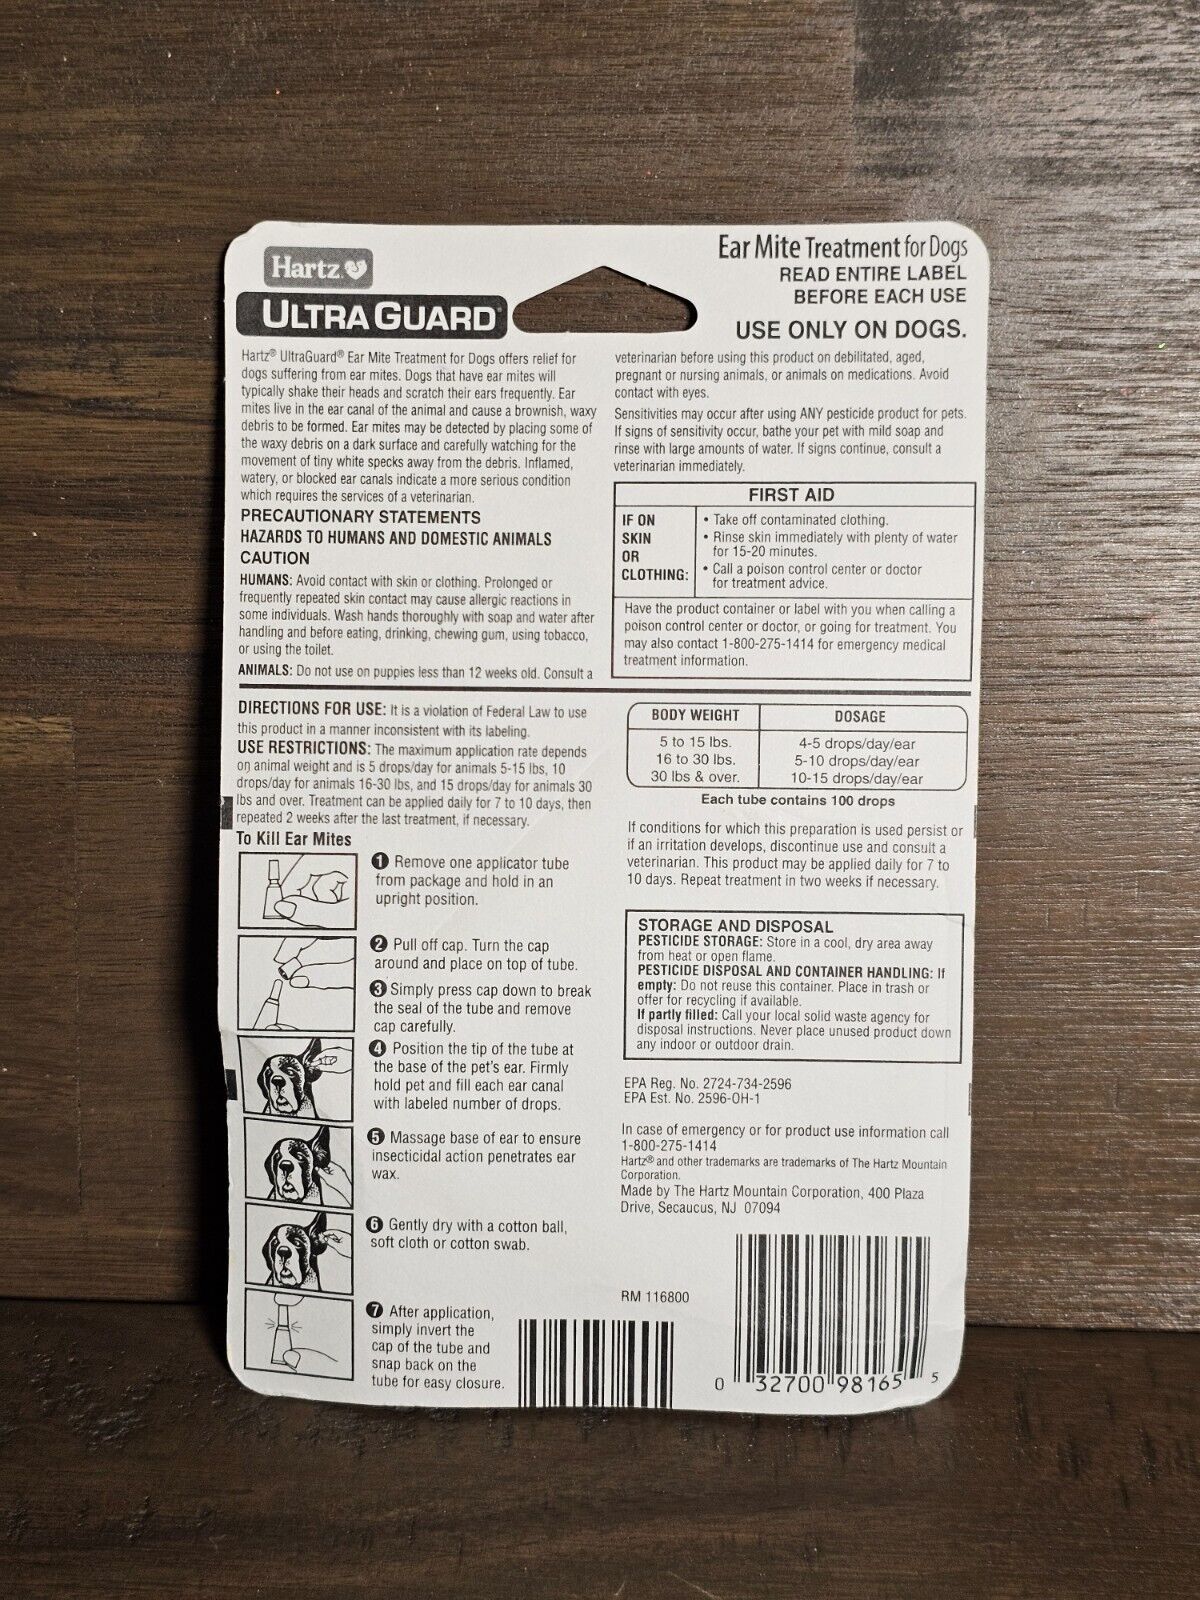 Hartz
ULTRAGUARD®
Ear Mite Treatment for Dogs
READ ENTIRE LABEL
BEFORE EACH USE
USE ONLY ON DOGS.
Hartz® UltraGuard® Ear Mite Treatment for Dogs offers relief for
dogs suffering from ear mites. Dogs that have ear mites will
typically shake their heads and scratch their ears frequently. Ear
mites live in the ear canal of the animal and cause a brownish, waxy
debris to be formed. Ear mites may be detected by placing some of
the waxy debris on a dark surface and carefully watching for the
movement of tiny white specks away from the debris. Inflamed,
watery, or blocked ear canals indicate a more serious condition
which requires the services of a veterinarian.
PRECAUTIONARY STATEMENTS
HAZARDS TO HUMANS AND DOMESTIC ANIMALS
CAUTION
HUMANS: Avoid contact with skin or clothing. Prolonged or
frequently repeated skin contact may cause allergic reactions in
some individuals. Wash hands thoroughly with soap and water after
handling and before eating, drinking, chewing gum, using tobacco,
or using the toilet.
ANIMALS: Do not use on puppies less than 12 weeks old. Consult a
veterinarian before using this product on debilitated, aged,
pregnant or nursing animals, or animals on medications. Avoid
contact with eyes.
Sensitivities may occur after using ANY pesticide product for pets.
If signs of sensitivity occur, bathe your pet with mild soap and
rinse with large amounts of water. If signs continue, consult a
veterinarian immediately.
FIRST AID
IF ON
SKIN
OR
CLOTHING:
• Take off contaminated clothing.
• Rinse skin immediately with plenty of water
for 15-20 minutes.
• Call a poison control center or doctor
for treatment advice.
Have the product container or label with you when calling a
poison control center or doctor, or going for treatment. You
may also contact 1-800-275-1414 for emergency medical
treatment information.
DIRECTIONS FOR USE: It is a violation of Federal Law to use
this product in a manner inconsistent with its labeling.
USE RESTRICTIONS: The maximum application rate depends
on animal weight and is 5 drops/day for animals 5-15 lbs, 10
drops/day for animals 16-30 lbs, and 15 drops/day for animals 30
lbs and over. Treatment can be applied daily for 7 to 10 days, then
repeated 2 weeks after the last treatment, if necessary.
To Kill Ear Mites
1 Remove one applicator tube
from package and hold in an
upright position.
2 Pull off cap. Turn the cap
around and place on top of tube.
3 Simply press cap down to break
the seal of the tube and remove
cap carefully.
4 Position the tip of the tube at
the base of the pet's ear. Firmly
hold pet and fill each ear canal
with labeled number of drops.
5 Massage base of ear to ensure
insecticidal action penetrates ear
wax.
6 Gently dry with a cotton ball,
soft cloth or cotton swab.
7 After application,
simply invert the
cap of the tube and
snap back on the
tube for easy closure.
BODY WEIGHT DOSAGE
5 to 15 lbs. 4-5 drops/day/ear
16 to 30 lbs. 5-10 drops/day/ear
30 lbs & over. 10-15 drops/day/ear
Each tube contains 100 drops
If conditions for which this preparation is used persist or
if an irritation develops, discontinue use and consult a
veterinarian. This product may be applied daily for 7 to
10 days. Repeat treatment in two weeks if necessary.
STORAGE AND DISPOSAL
PESTICIDE STORAGE: Store in a cool, dry area away
from heat or open flame.
PESTICIDE DISPOSAL AND CONTAINER HANDLING: If
empty: Do not reuse this container. Place in trash or
offer for recycling if available.
If partly filled: Call your local solid waste agency for
disposal instructions. Never place unused product down
any indoor or outdoor drain.
EPA Reg. No. 2724-734-2596
EPA Est. No. 2596-OH-1
In case of emergency or for product use information call
1-800-275-1414
Hartz® and other trademarks are trademarks of The Hartz Mountain
Corporation.
Made by The Hartz Mountain Corporation, 400 Plaza
Drive, Secaucus, NJ 07094
RM 116800
0 32700 98165 5